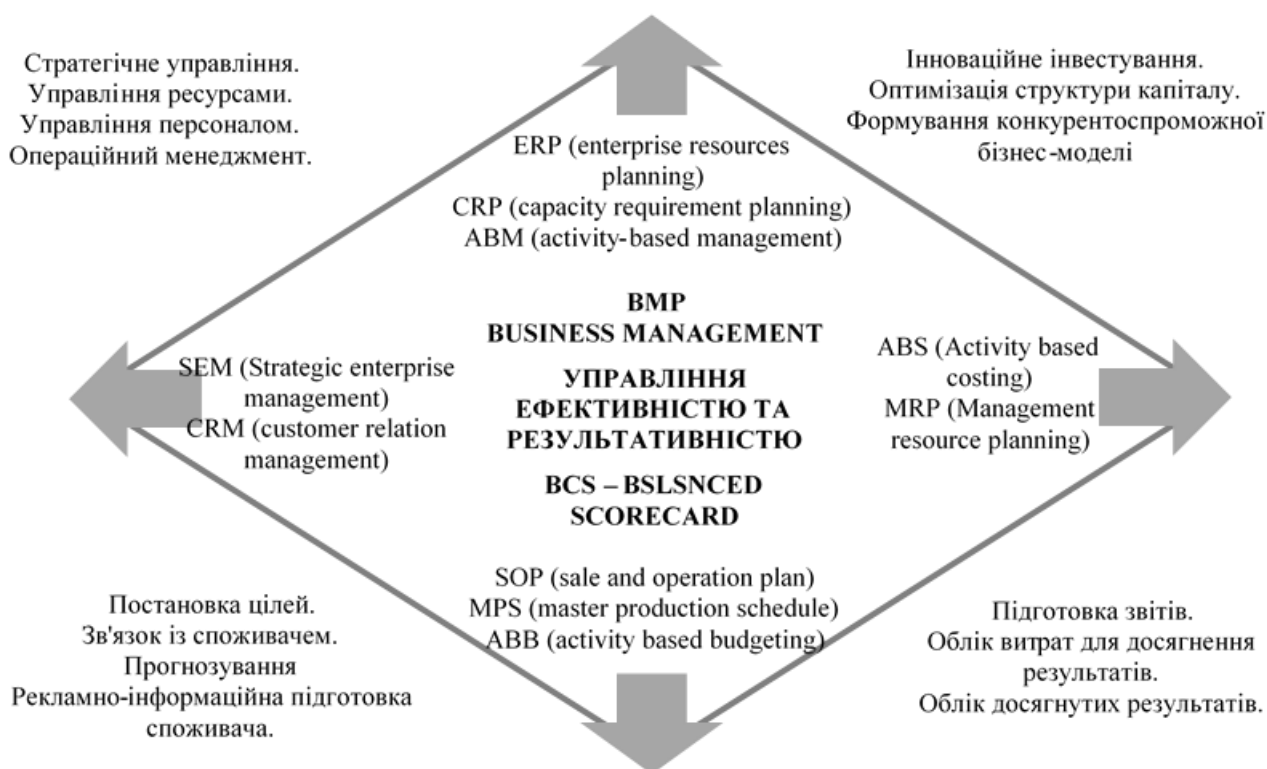 Стратегічне управління.
Управління ресурсами.
Управління персоналом.
Операційний менеджмент.
Інноваційне інвестування.
Оптимізація структури капіталу.
Формування конкурентоспроможної
бізнес-моделі
ERP (enterprise resources
planning)
CRP (capacity requirement planning)
ABM (activity-based management)
SEM (Strategic enterprise
management)
CRM (customer relation
management)
BMP
BUSINESS MANAGEMENT
УПРАВЛІННЯ
ЕФЕКТИВНІСТЮ ТА
РЕЗУЛЬТАТИВНІСТЮ
BCS – BSLSNCED
SCORECARD
ABS (Activity based
costing)
MRP (Management
resource planning)
SOP (sale and operation plan)
MPS (master production schedule)
ABB (activity based budgeting)
Постановка цілей.
Зв'язок із споживачем.
Прогнозування
Рекламно-інформаційна підготовка
споживача.
Підготовка звітів.
Облік витрат для досягнення
результатів.
Облік досягнутих результатів.